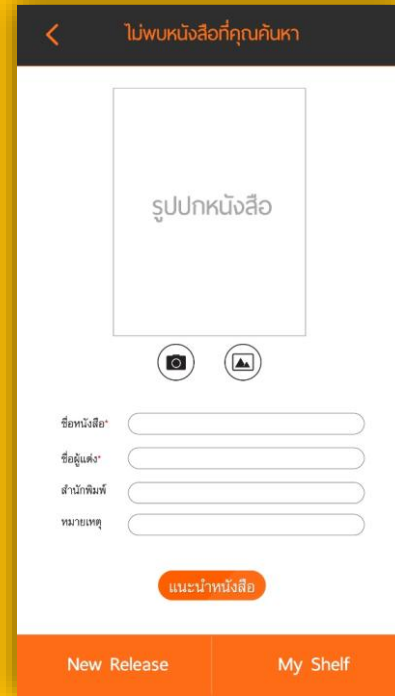 ไม่พบหนังสือที่คุณค้นหา
รูปปกหนังสือ
ชื่อหนังสือ*
ชื่อผู้แต่ง*
สำนักพิมพ์
หมายเหตุ
แนะนำหนังสือ
New Release My Shelf